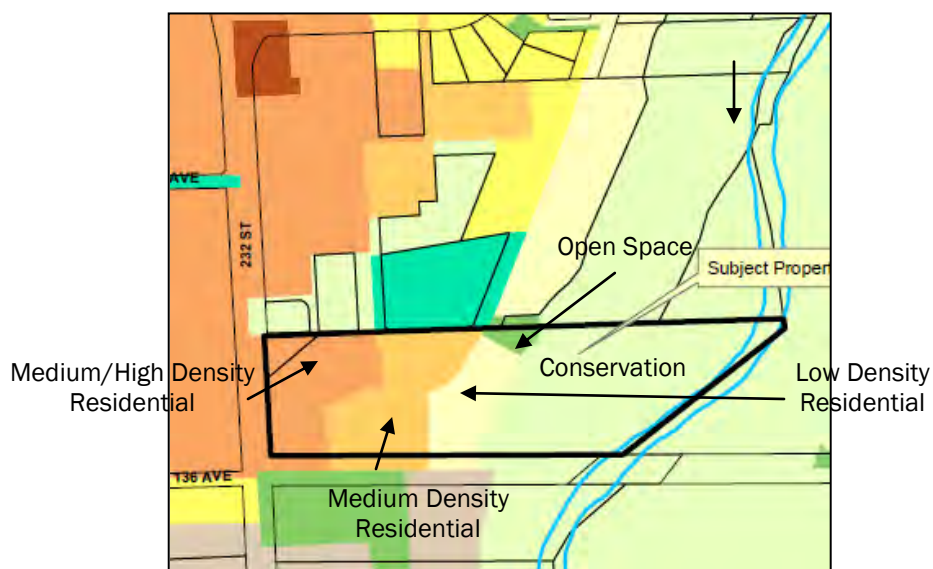 AVE
232 ST
Open Space
Subject Proper
Conservation
Medium/High Density
Residential
Low Density
Residential
136 AVE
Medium Density
Residential